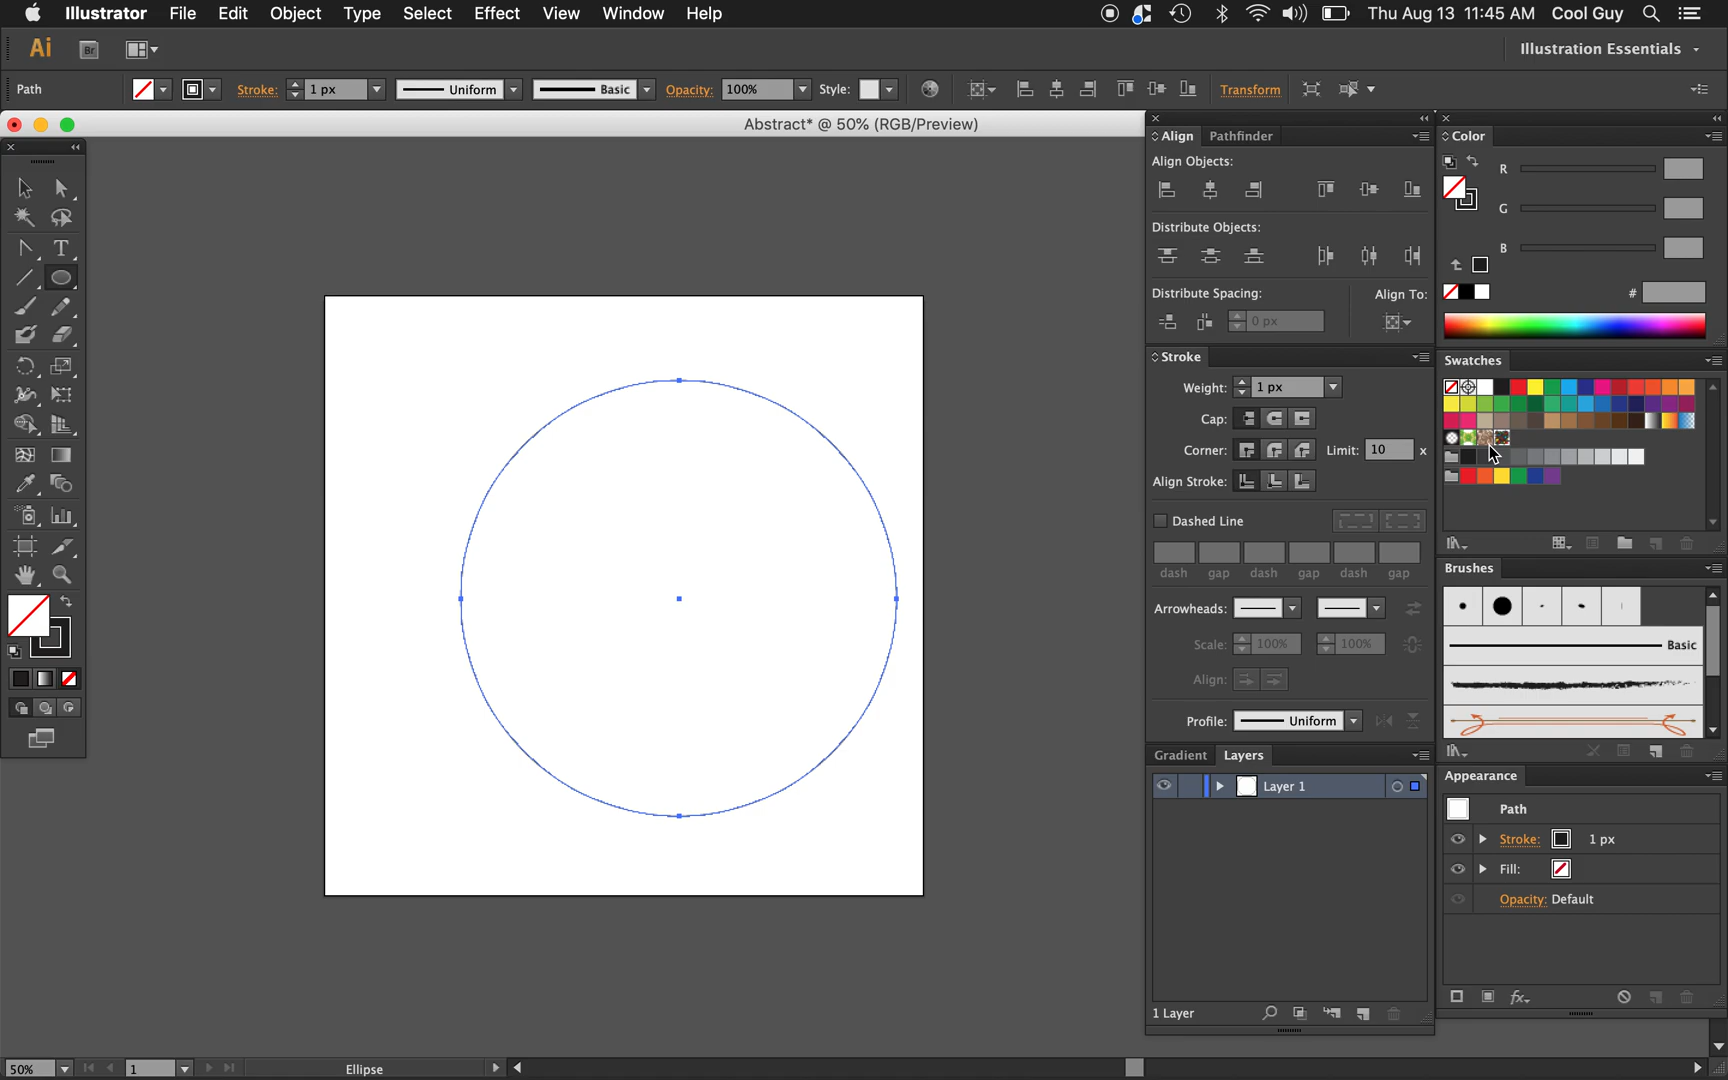 Illustrator File Edit Object Type Select Effect View Window Help Thu Aug 13 11:45 AM Cool Guy
Ai Br Illustration Essentials
Path Stroke: 1 px Uniform Basic Opacity: 100% Style: Transform
Abstract* @ 50% (RGB/Preview)
Align Pathfinder
Align Objects:
Distribute Objects:
Distribute Spacing: Align To:
0 px
Stroke
Weight: 1 px
Cap:
Corner: Limit: 10 x
Align Stroke:
Dashed Line
dash gap dash gap dash gap
Arrowheads:
Scale: 100% 100%
Align:
Profile: Uniform
Gradient Layers
Layer 1
1 Layer
Color
R
G
B
#
Swatches
Brushes
Basic
Appearance
Path
Stroke: 1 px
Fill:
Opacity: Default
fx
T
50% 1 Ellipse